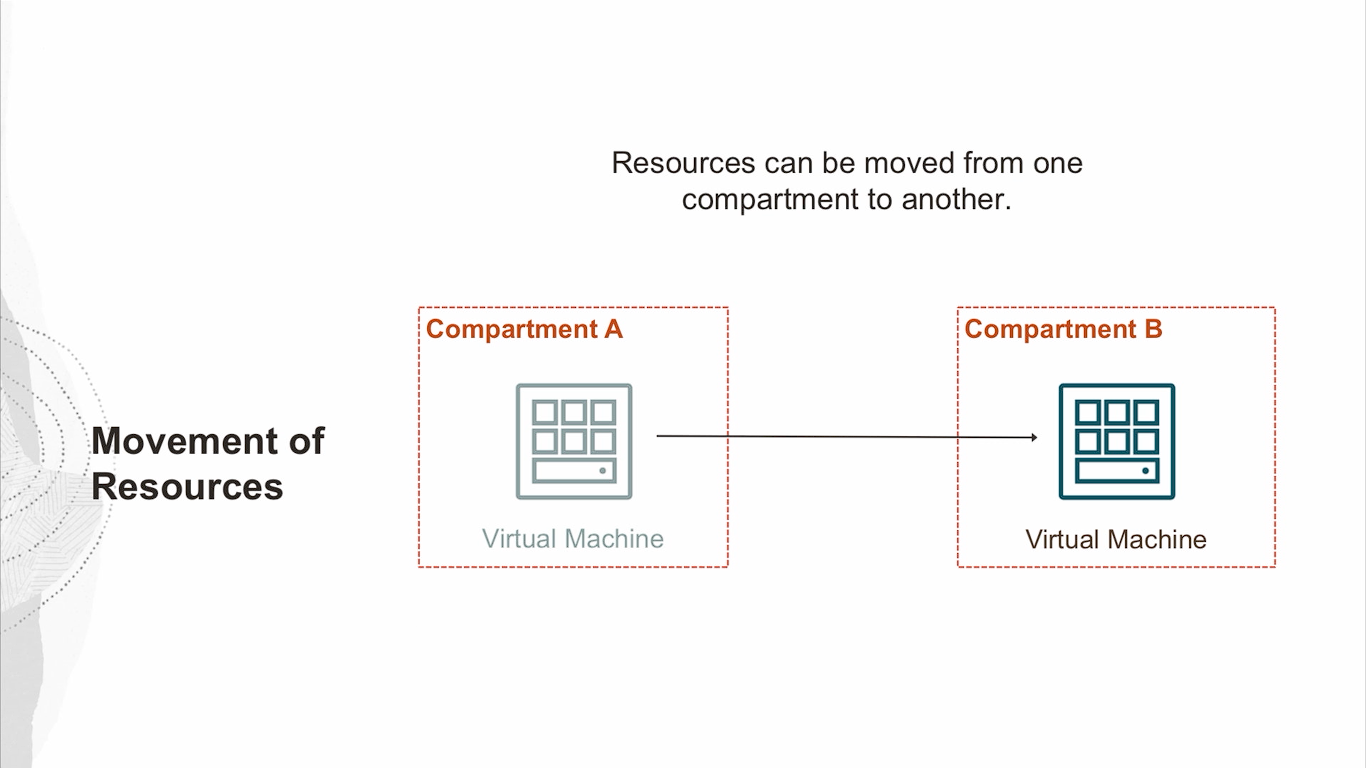 Resources can be moved from one
compartment to another.
Compartment A
Compartment B
Movement of
Resources
Virtual Machine
Virtual Machine